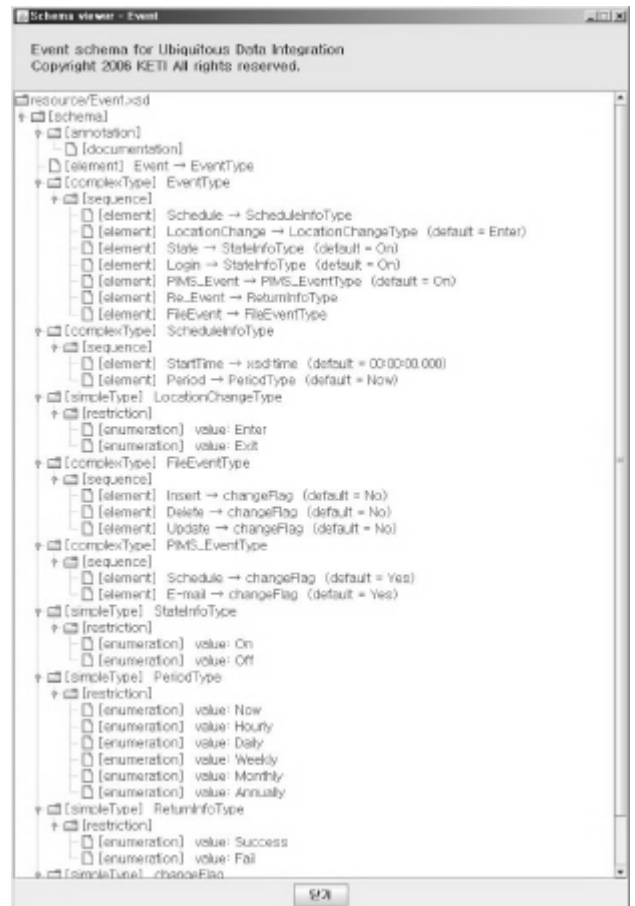 Schema viewer - Event
Event schema for Ubiquitous Data Integration
Copyright 2006 KETI All rights reserved.
resource/Event.xsd
[schema]
[annotation]
[documentation]
[element] Event → EventType
[complexType] EventType
[sequence]
[element] Schedule → ScheduleInfoType
[element] LocationChange → LocationChangeType (default = Enter)
[element] State → StateInfoType (default = On)
[element] Login → StateInfoType (default = On)
[element] PIMS_Event → PIMS_EventType (default = On)
[element] Re_Event → ReturnInfoType
[element] FileEvent → FileEventType
[complexType] ScheduleInfoType
[sequence]
[element] StartTime → xsd:time (default = 00:00:00.000)
[element] Period → PeriodType (default = Now)
[simpleType] LocationChangeType
[restriction]
[enumeration] value: Enter
[enumeration] value: Exit
[complexType] FileEventType
[sequence]
[element] Insert → changeFlag (default = No)
[element] Delete → changeFlag (default = No)
[element] Update → changeFlag (default = No)
[complexType] PIMS_EventType
[sequence]
[element] Schedule → changeFlag (default = Yes)
[element] E-mail → changeFlag (default = Yes)
[simpleType] StateInfoType
[restriction]
[enumeration] value: On
[enumeration] value: Off
[simpleType] PeriodType
[restriction]
[enumeration] value: Now
[enumeration] value: Hourly
[enumeration] value: Daily
[enumeration] value: Weekly
[enumeration] value: Monthly
[enumeration] value: Annually
[simpleType] ReturnInfoType
[restriction]
[enumeration] value: Success
[enumeration] value: Fail
[simpleType] changeFlag
닫기